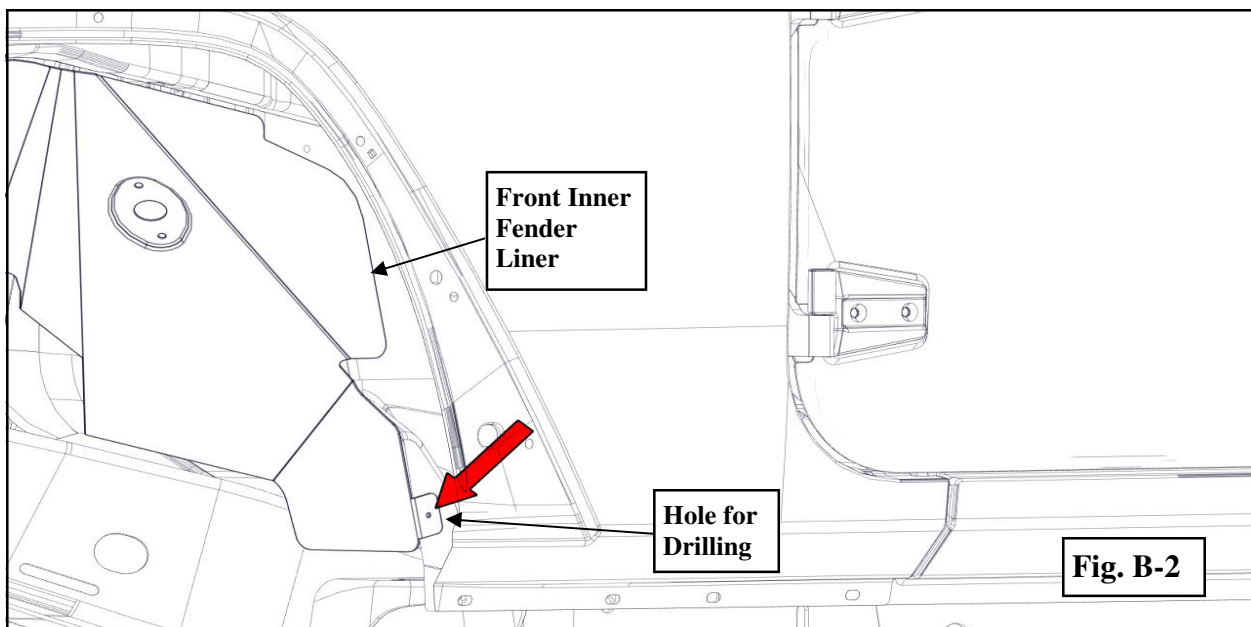 Front Inner
Fender
Liner
Hole for
Drilling
Fig. B-2